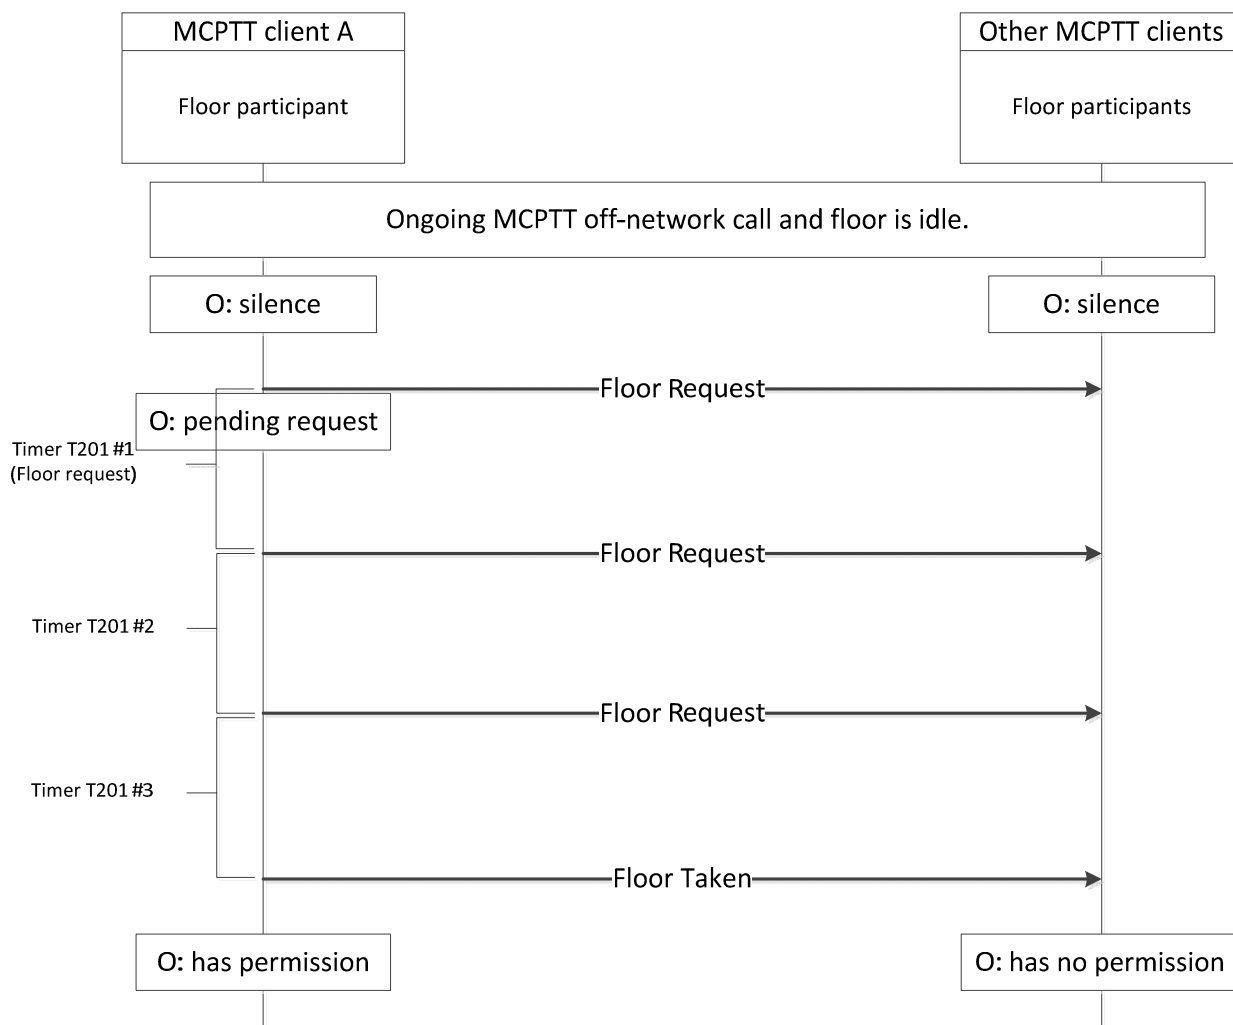 MCPTT client A
Other MCPTT clients
Floor participant
Floor participants
Ongoing MCPTT off-network call and floor is idle.
O: silence
O: silence
Floor Request
O: pending request
Timer T201 #1
(Floor request)
Floor Request
Timer T201 #2
Floor Request
Timer T201 #3
Floor Taken
O: has permission
O: has no permission